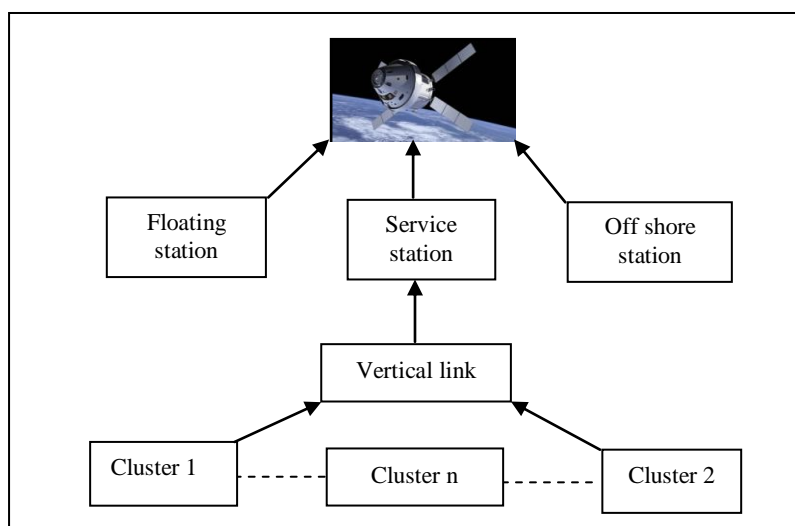 Floating
station
Service
station
Off shore
station
Vertical link
Cluster 1
Cluster n
Cluster 2